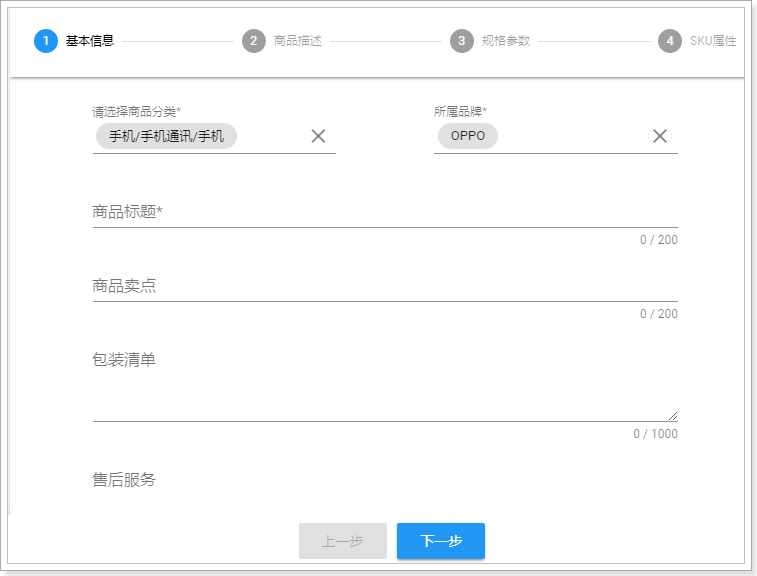 1 基本信息 2 商品描述 3 规格参数 4 SKU属性
请选择商品分类* 所属品牌*
手机/手机通讯/手机 OPPO
商品标题*
0 / 200
商品卖点
0 / 200
包装清单
0 / 1000
售后服务
上一步 下一步